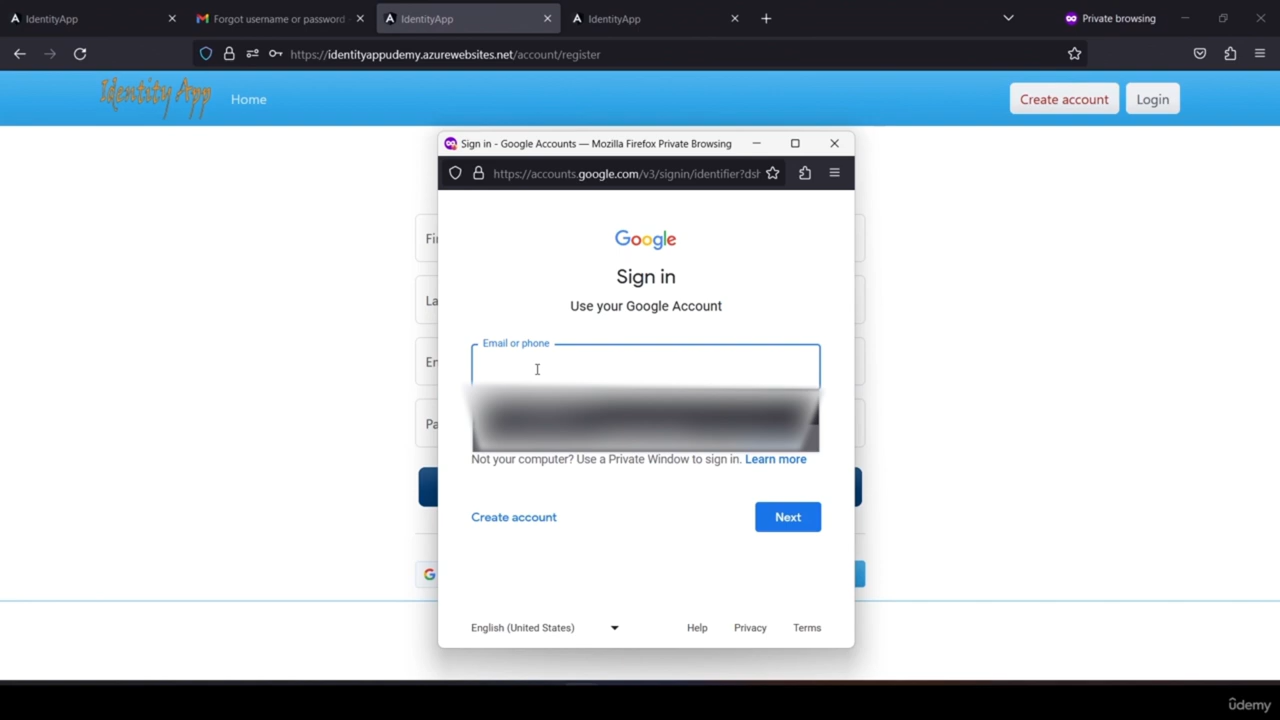 IdentityApp
Forgot username or password
IdentityApp
IdentityApp
Private browsing
https://identityappudemy.azurewebsites.net/account/register
Identity App
Home
Create account
Login
Sign in - Google Accounts — Mozilla Firefox Private Browsing
https://accounts.google.com/v3/signin/identifier?dsh
Google
Sign in
Use your Google Account
Email or phone
Not your computer? Use a Private Window to sign in. Learn more
Create account
Next
English (United States)
Help
Privacy
Terms
G
ûdemy